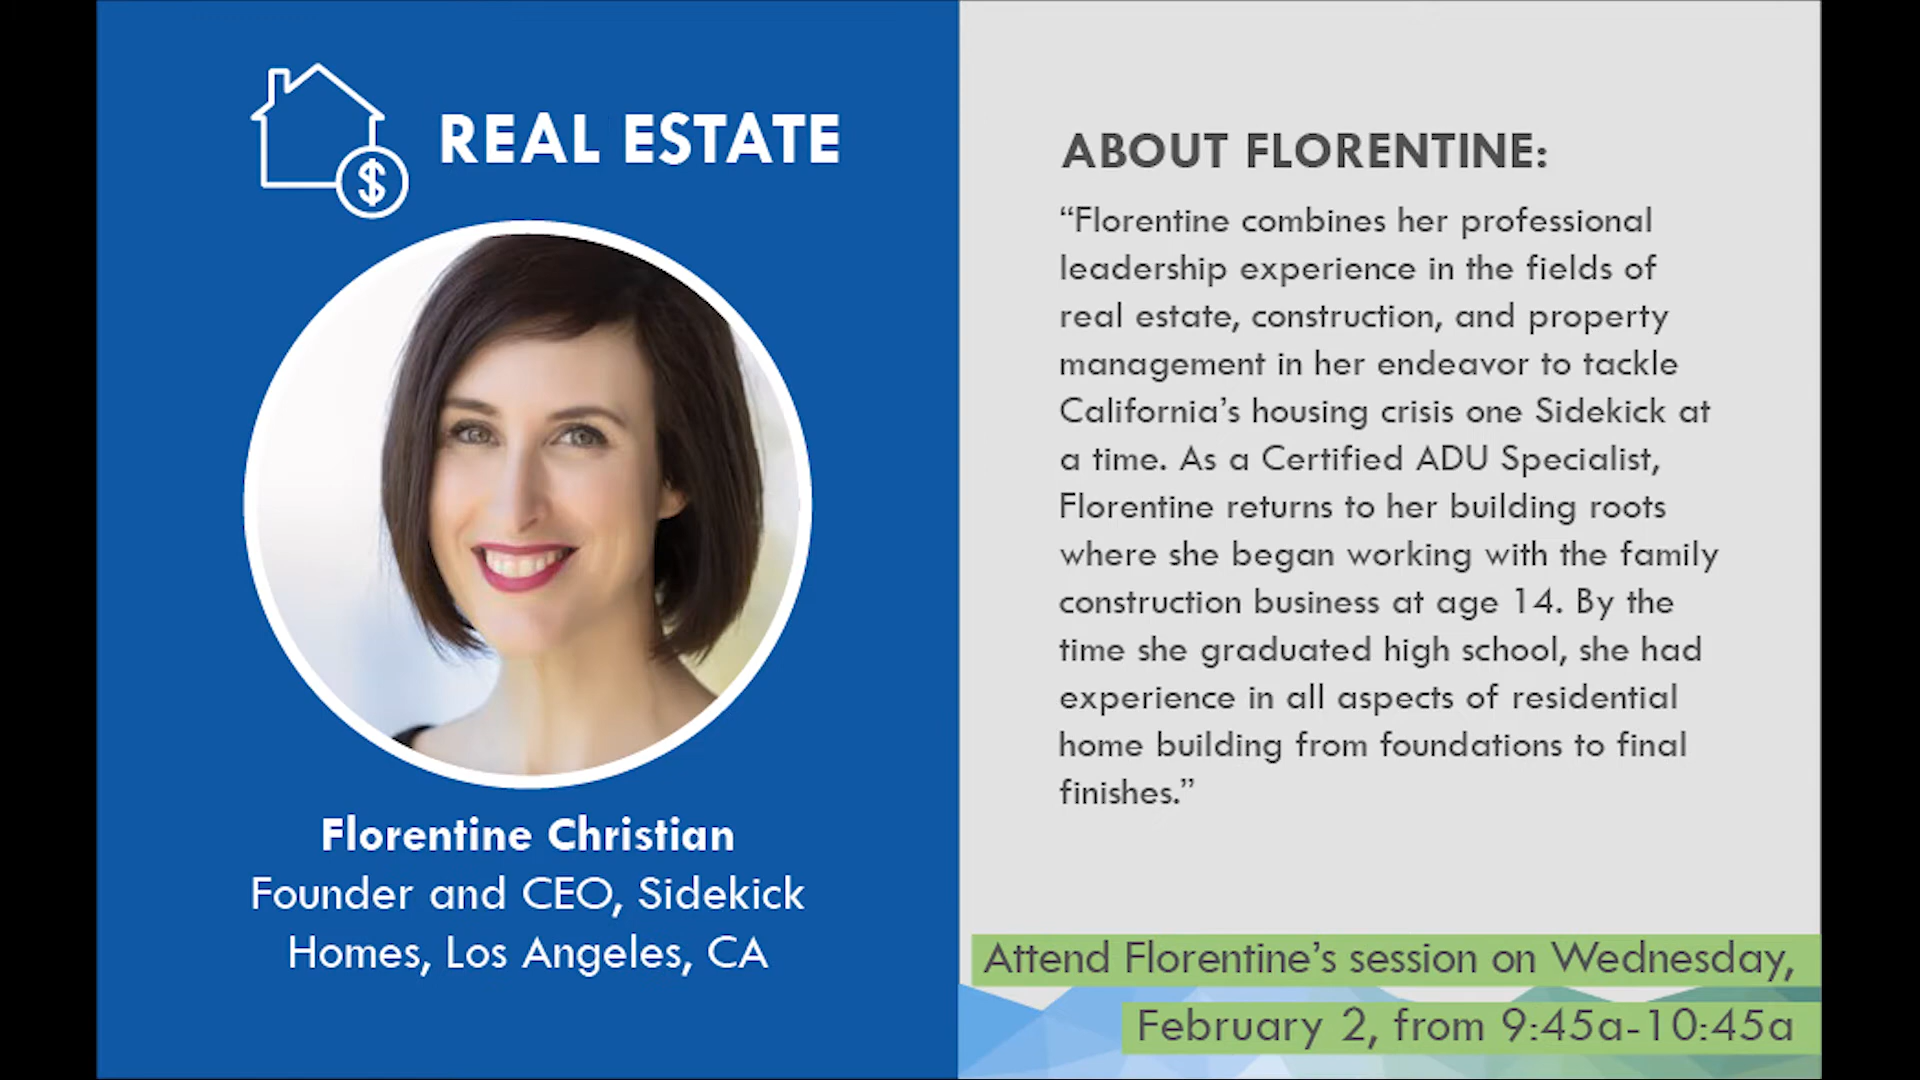 REAL ESTATE
Florentine Christian
Founder and CEO, Sidekick
Homes, Los Angeles, CA
ABOUT FLORENTINE:
“Florentine combines her professional
leadership experience in the fields of
real estate, construction, and property
management in her endeavor to tackle
California’s housing crisis one Sidekick at
a time. As a Certified ADU Specialist,
Florentine returns to her building roots
where she began working with the family
construction business at age 14. By the
time she graduated high school, she had
experience in all aspects of residential
home building from foundations to final
finishes.”
Attend Florentine’s session on Wednesday,
February 2, from 9:45a-10:45a